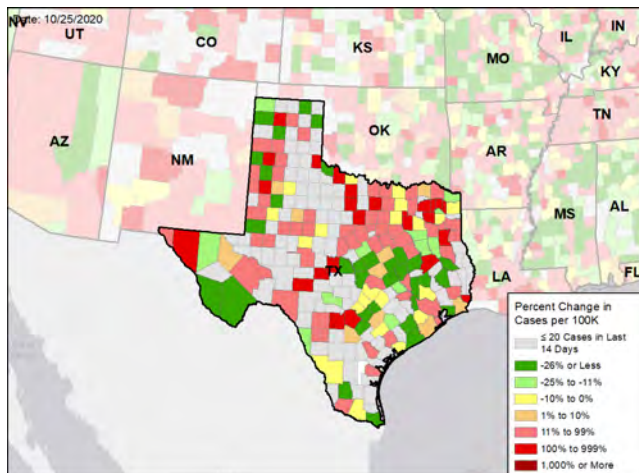 Date: 10/25/2020
NV
UT
CO
KS
MO
IL
IN
KY
AZ
NM
OK
AR
TN
MS
AL
TX
LA
FL
Percent Change in
Cases per 100K
≤ 20 Cases in Last
14 Days
-26% or Less
-25% to -11%
-10% to 0%
1% to 10%
11% to 99%
100% to 999%
1,000% or More